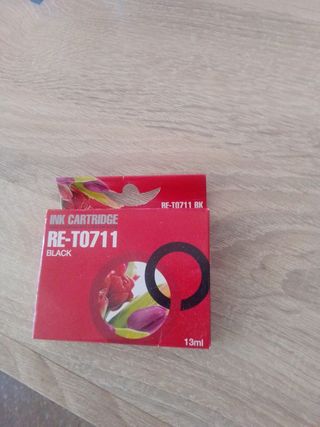 RE-T0711 BK
INK CARTRIDGE
RE-T0711
BLACK
13ml